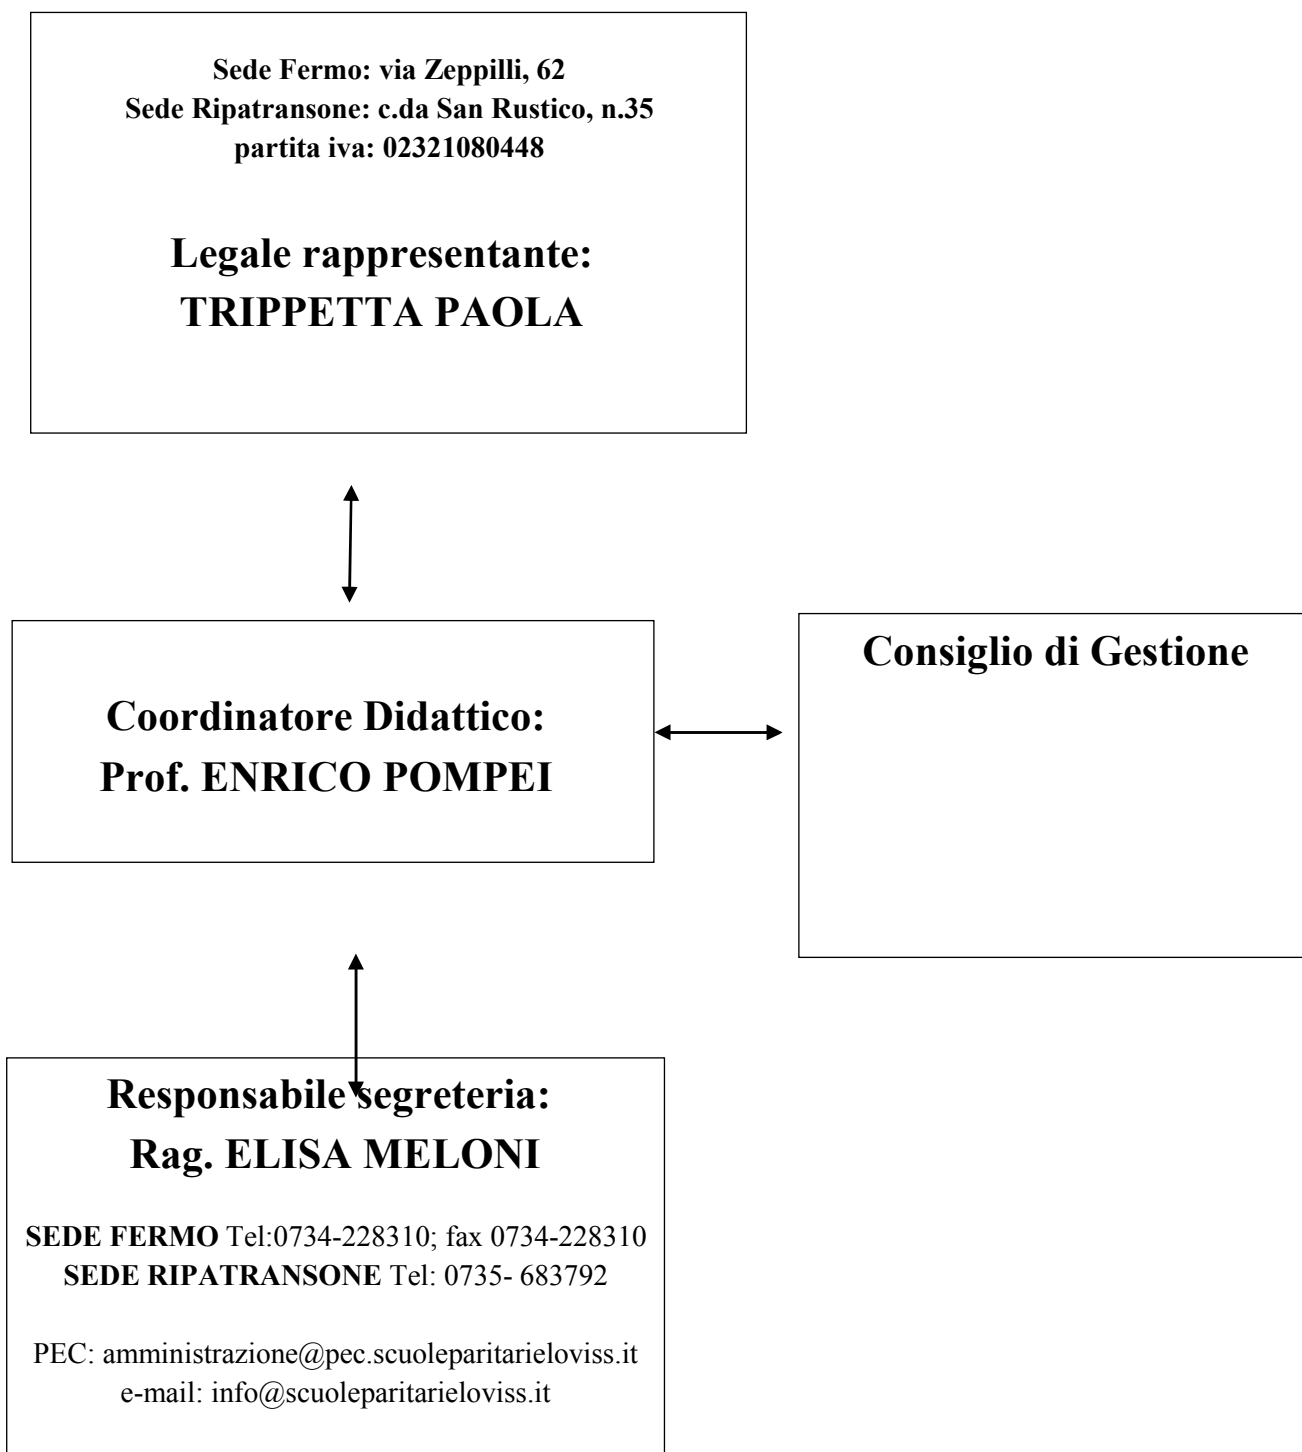 Sede Fermo: via Zeppilli, 62
Sede Ripatransone: c.da San Rustico, n.35
partita iva: 02321080448
Legale rappresentante:
TRIPPETTA PAOLA
Coordinatore Didattico:
Prof. ENRICO POMPEI
Consiglio di Gestione
Responsabile segreteria:
Rag. ELISA MELONI
SEDE FERMO Tel:0734-228310; fax 0734-228310
SEDE RIPATRANSONE Tel: 0735- 683792
PEC: amministrazione@pec.scuoleparitarieloviss.it
e-mail: info@scuoleparitarieloviss.it